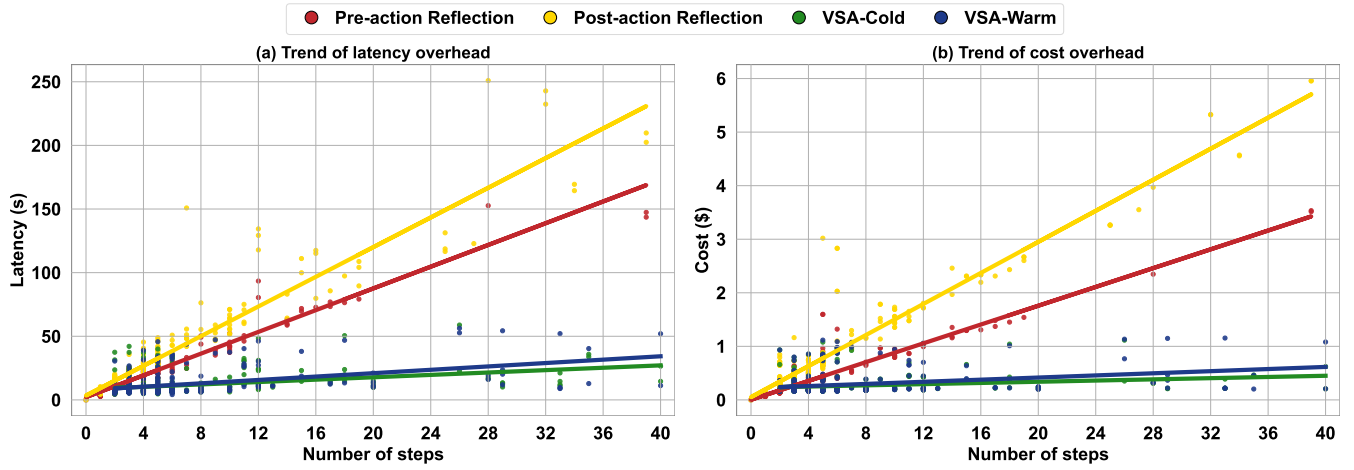 Pre-action Reflection Post-action Reflection VSA-Cold VSA-Warm
(a) Trend of latency overhead
250
200
150
100
50
0
Latency (s)
0 4 8 12 16 20 24 28 32 36 40
Number of steps
(b) Trend of cost overhead
6
5
4
3
2
1
0
Cost ($)
0 4 8 12 16 20 24 28 32 36 40
Number of steps